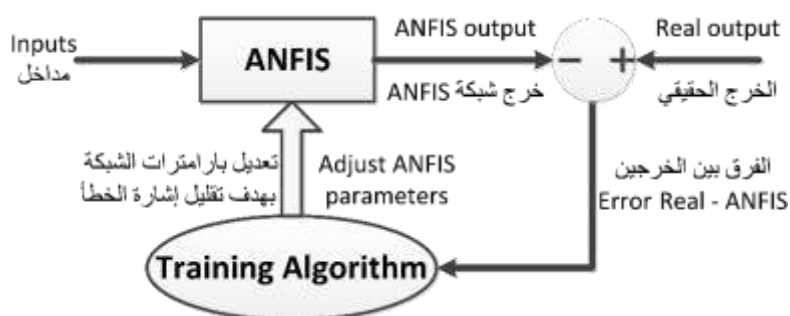 Inputs
مداخل
ANFIS
ANFIS output
خرج شبكة ANFIS
− +
Real output
الخرج الحقيقي
تعديل بارامترات الشبكة
بهدف تقليل إشارة الخطأ
Adjust ANFIS
parameters
الفرق بين الخرجين
Error Real - ANFIS
Training Algorithm